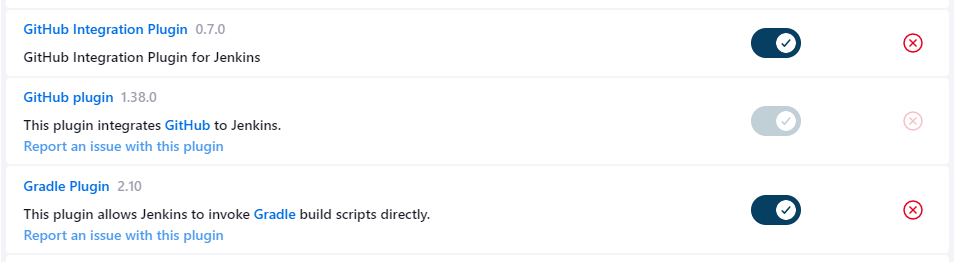 GitHub Integration Plugin 0.7.0
GitHub Integration Plugin for Jenkins
GitHub plugin 1.38.0
This plugin integrates GitHub to Jenkins.
Report an issue with this plugin
Gradle Plugin 2.10
This plugin allows Jenkins to invoke Gradle build scripts directly.
Report an issue with this plugin